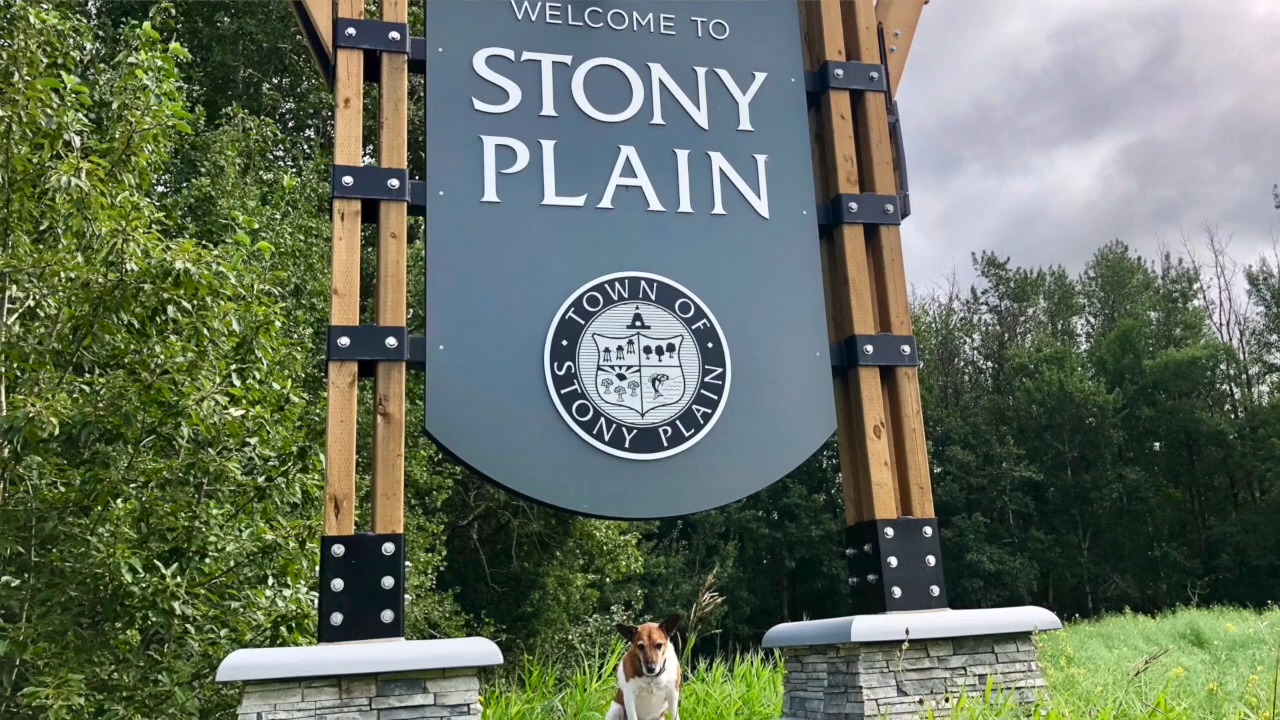 WELCOME TO
STONY
PLAIN
· TOWN OF ·
STONY PLAIN